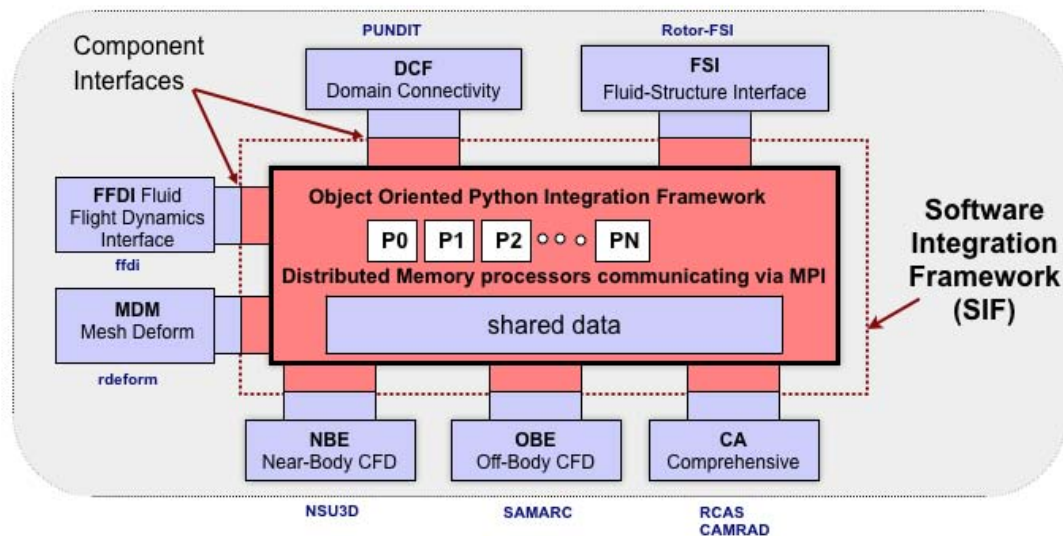 PUNDIT
Rotor-FSI
Component
Interfaces
DCF
Domain Connectivity
FSI
Fluid-Structure Interface
FFDI Fluid
Flight Dynamics
Interface
ffdi
Object Oriented Python Integration Framework
P0 P1 P2 PN
Distributed Memory processors communicating via MPI
shared data
Software
Integration
Framework
(SIF)
MDM
Mesh Deform
rdeform
NBE
Near-Body CFD
OBE
Off-Body CFD
CA
Comprehensive
NSU3D
SAMARC
RCAS
CAMRAD